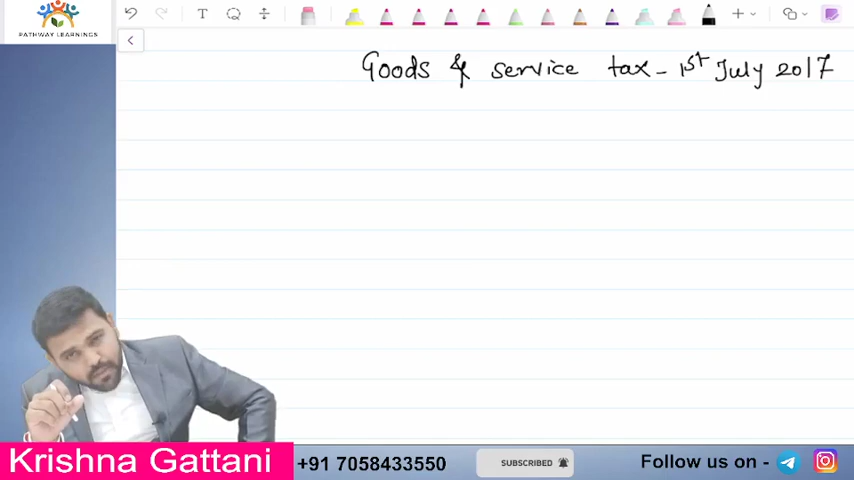 PATHWAY LEARNINGS
T
Goods & service tax - 1st July 2017
Krishna Gattani
+91 7058433550
SUBSCRIBED
Follow us on -